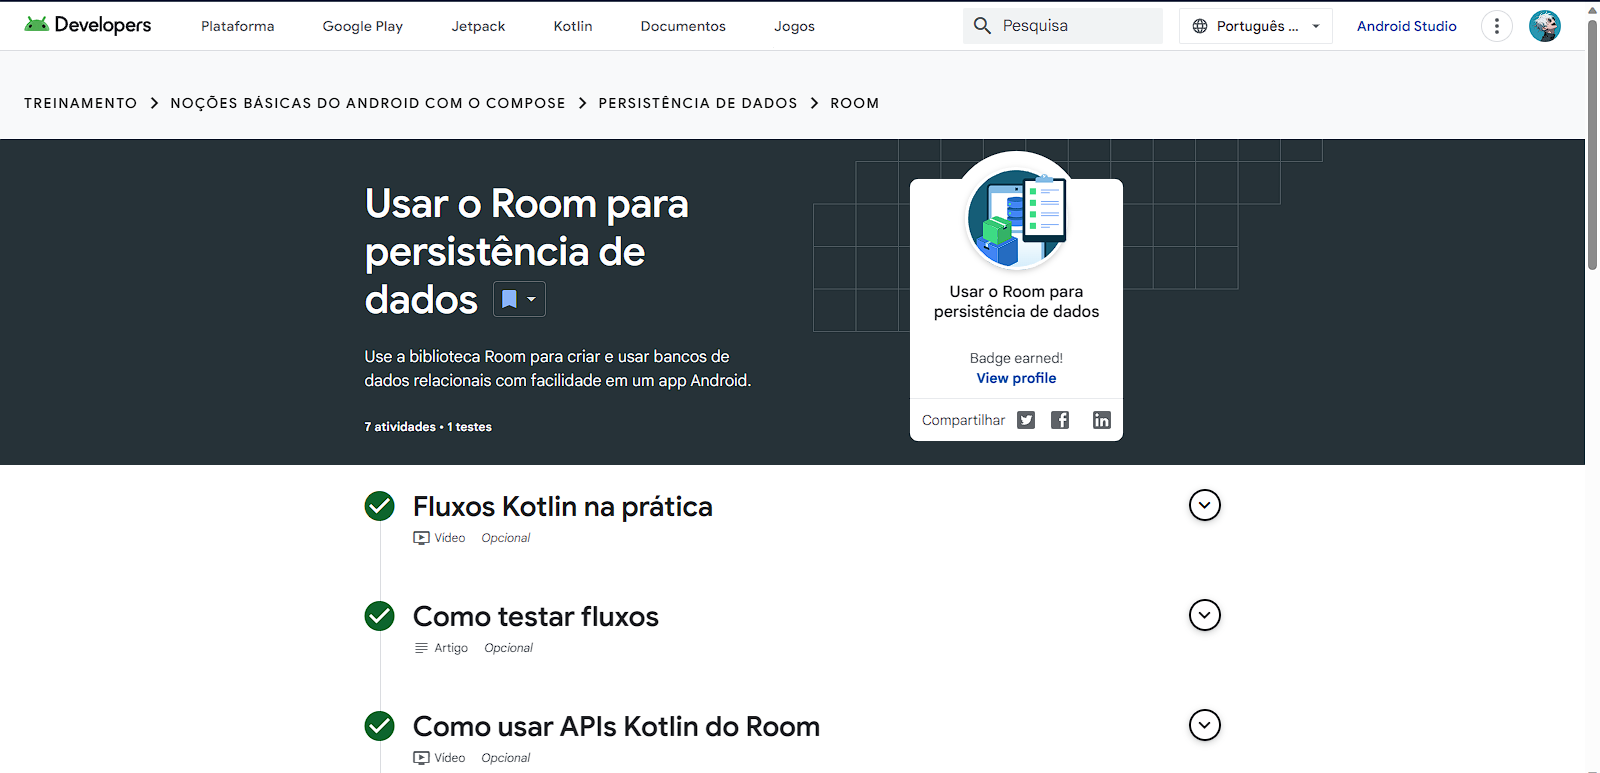 Developers
Plataforma
Google Play
Jetpack
Kotlin
Documentos
Jogos
Pesquisa
Português ...
Android Studio
TREINAMENTO > NOÇÕES BÁSICAS DO ANDROID COM O COMPOSE > PERSISTÊNCIA DE DADOS > ROOM
Usar o Room para
persistência de
dados
Use a biblioteca Room para criar e usar bancos de
dados relacionais com facilidade em um app Android.
7 atividades • 1 testes
Usar o Room para
persistência de dados
Badge earned!
View profile
Compartilhar
Fluxos Kotlin na prática
Vídeo Opcional
Como testar fluxos
Artigo Opcional
Como usar APIs Kotlin do Room
Vídeo Opcional